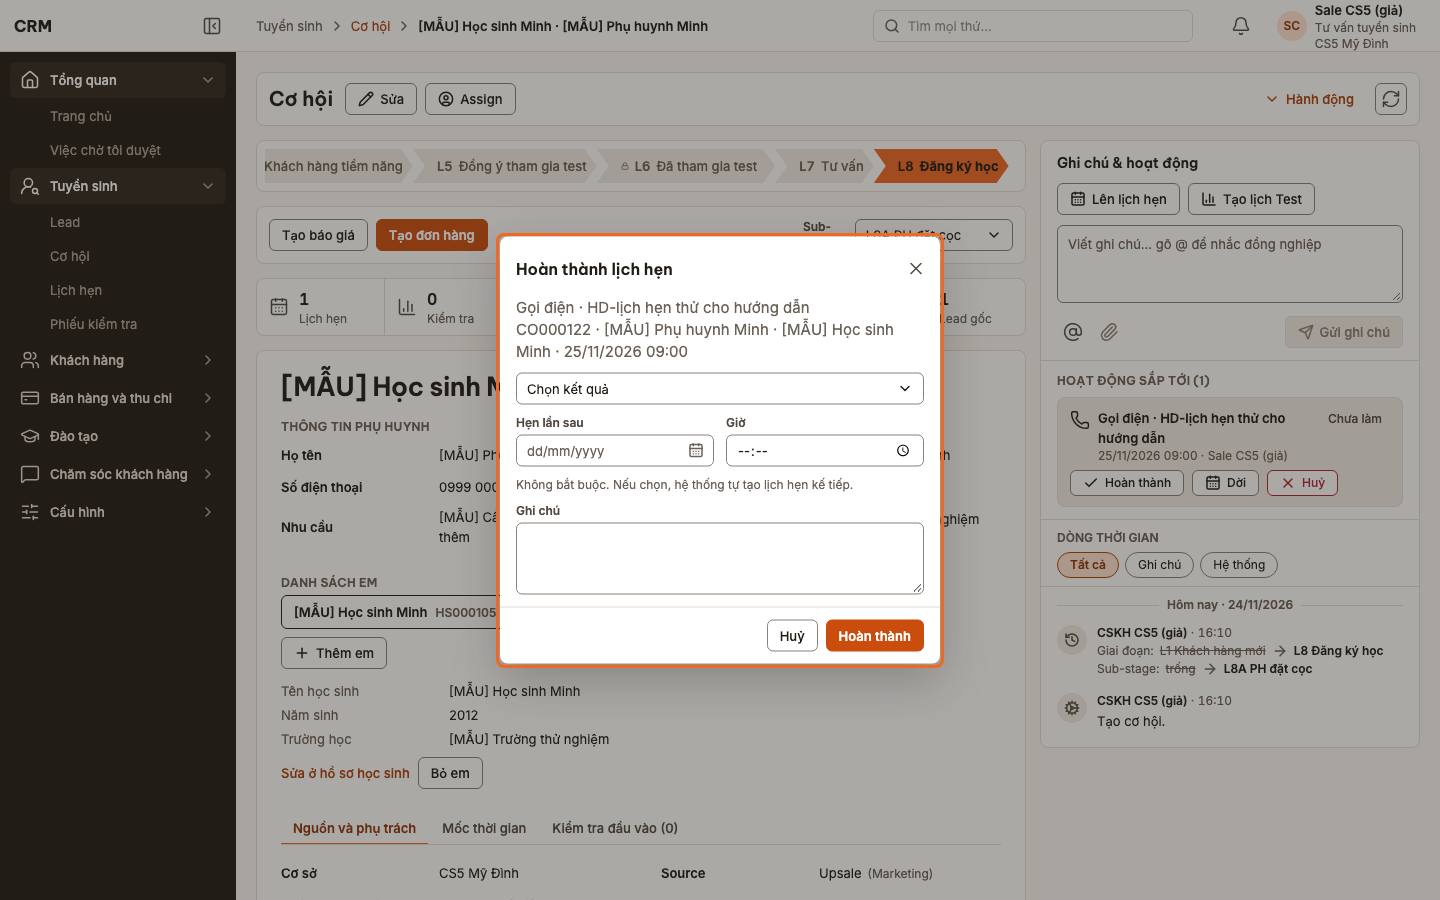 CRM
Tuyển sinh > Cơ hội > [MẪU] Học sinh Minh · [MẪU] Phụ huynh Minh
Tìm mọi thứ...
SC
Sale CS5 (giả)
Tư vấn tuyển sinh
CS5 Mỹ Đình
Tổng quan
Trang chủ
Việc chờ tôi duyệt
Tuyển sinh
Lead
Cơ hội
Lịch hẹn
Phiếu kiểm tra
Khách hàng
Bán hàng và thu chi
Đào tạo
Chăm sóc khách hàng
Cấu hình
Cơ hội
Sửa
Assign
Hành động
Khách hàng tiềm năng
L5 Đồng ý tham gia test
L6 Đã tham gia test
L7 Tư vấn
L8 Đăng ký học
Tạo báo giá
Tạo đơn hàng
Sub-
L8A PH đặt cọc
1
Lịch hẹn
0
Kiểm tra
Lead gốc
[MẪU] Học sinh
THÔNG TIN PHỤ HUYNH
Họ tên
[MẪU]
Số điện thoại
0999
Nhu cầu
[MẪU]
thêm
DANH SÁCH EM
[MẪU] Học sinh Minh HS000105
Thêm em
Tên học sinh
[MẪU] Học sinh Minh
Năm sinh
2012
Trường học
[MẪU] Trường thử nghiệm
Sửa ở hồ sơ học sinh
Bỏ em
Nguồn và phụ trách
Mốc thời gian
Kiểm tra đầu vào (0)
Cơ sở
CS5 Mỹ Đình
Source
Upsale (Marketing)
Hoàn thành lịch hẹn
Gọi điện · HD-lịch hẹn thử cho hướng dẫn
CO000122 · [MẪU] Phụ huynh Minh · [MẪU] Học sinh
Minh · 25/11/2026 09:00
Chọn kết quả
Hẹn lần sau
Giờ
dd/mm/yyyy
--:--
Không bắt buộc. Nếu chọn, hệ thống tự tạo lịch hẹn kế tiếp.
Ghi chú
Huỷ
Hoàn thành
Ghi chú & hoạt động
Lên lịch hẹn
Tạo lịch Test
Viết ghi chú... gõ @ để nhắc đồng nghiệp
Gửi ghi chú
HOẠT ĐỘNG SẮP TỚI (1)
Gọi điện · HD-lịch hẹn thử cho
hướng dẫn
Chưa làm
25/11/2026 09:00 · Sale CS5 (giả)
Hoàn thành
Dời
Huỷ
DÒNG THỜI GIAN
Tất cả
Ghi chú
Hệ thống
Hôm nay · 24/11/2026
CSKH CS5 (giả) · 16:10
Giai đoạn: L1 Khách hàng mới → L8 Đăng ký học
Sub-stage: trống → L8A PH đặt cọc
CSKH CS5 (giả) · 16:10
Tạo cơ hội.